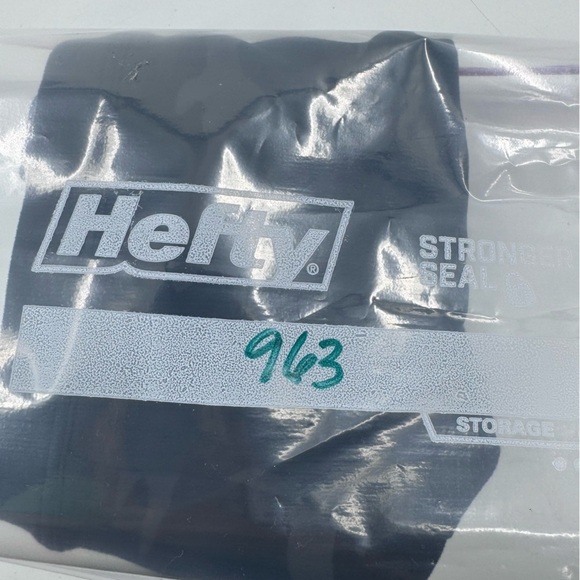 Hefty®
STRONGER
SEAL
963
STORAGE